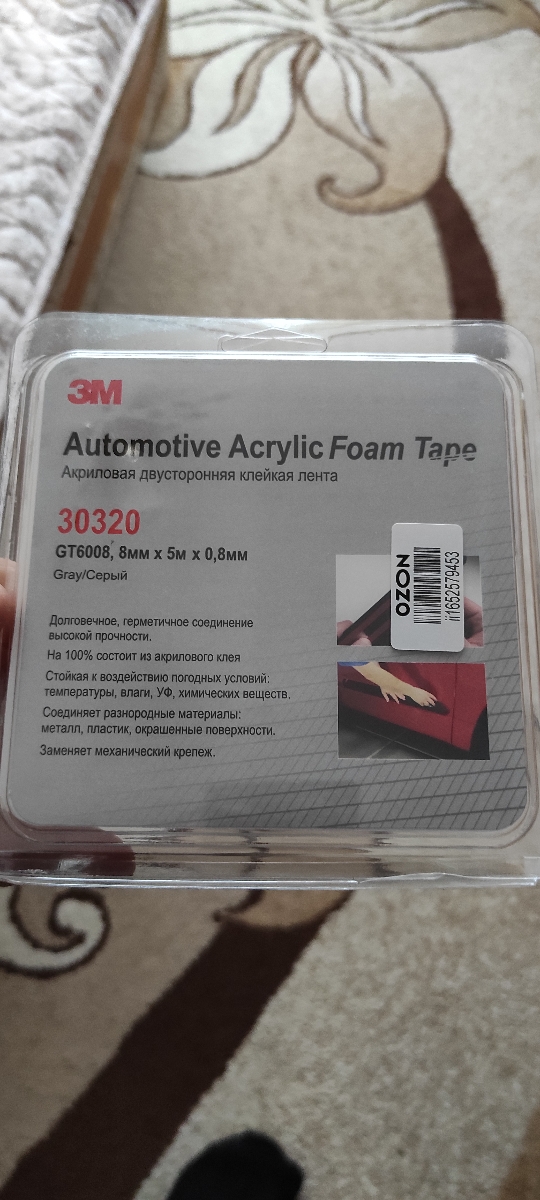 3M
Automotive Acrylic Foam Tape
Акриловая двусторонняя клейкая лента
30320
GT6008, 8мм x 5м x 0,8мм
Gray/Серый
OZON
ii1652579453
Долговечное, герметичное соединение
высокой прочности.
На 100% состоит из акрилового клея
Стойкая к воздействию погодных условий:
температуры, влаги, УФ, химических веществ,
Соединяет разнородные материалы:
металл, пластик, окрашенные поверхности.
Заменяет механический крепеж.